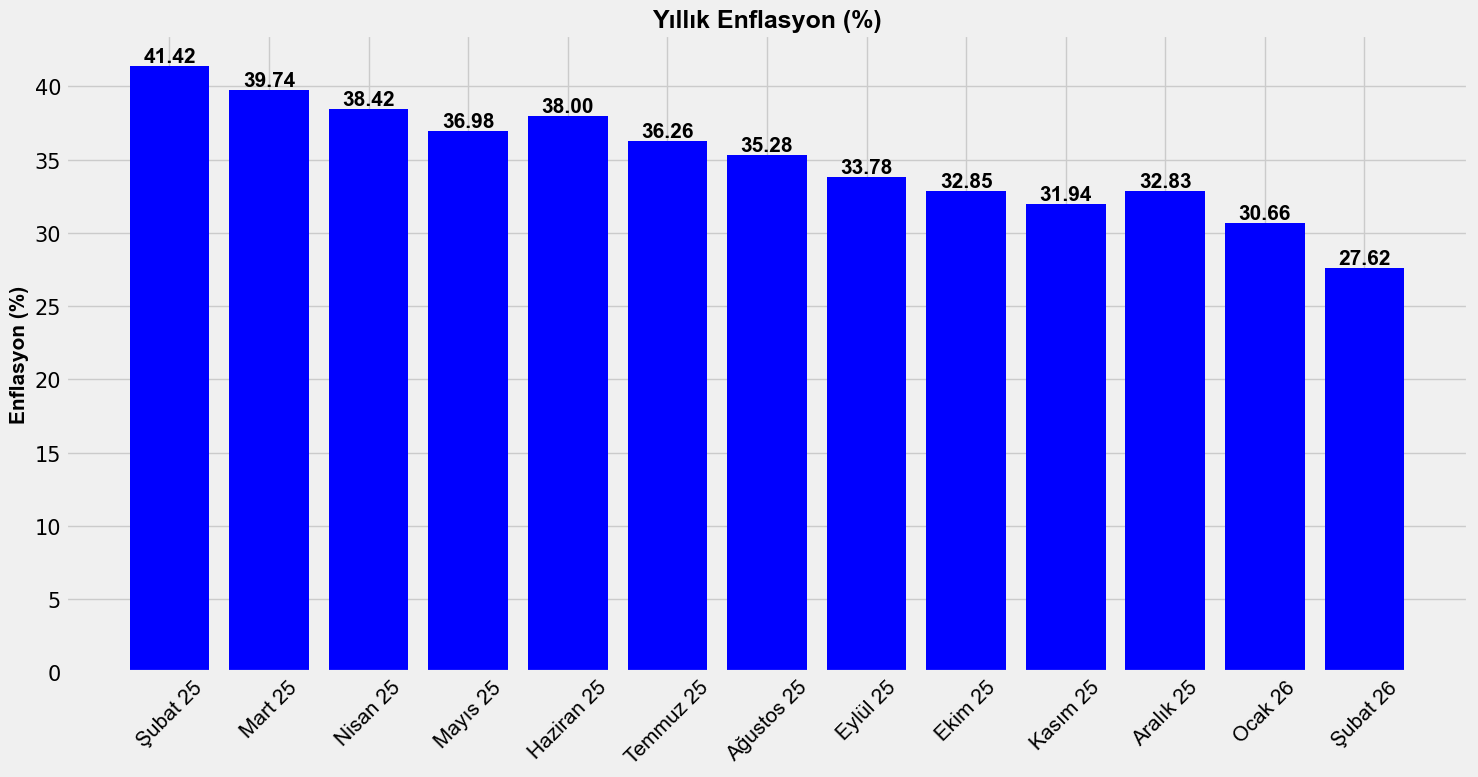 Yıllık Enflasyon (%)
Enflasyon (%)
40
35
30
25
20
15
10
5
0
41.42
39.74
38.42
36.98
38.00
36.26
35.28
33.78
32.85
31.94
32.83
30.66
27.62
Şubat 25
Mart 25
Nisan 25
Mayıs 25
Haziran 25
Temmuz 25
Ağustos 25
Eylül 25
Ekim 25
Kasım 25
Aralık 25
Ocak 26
Şubat 26